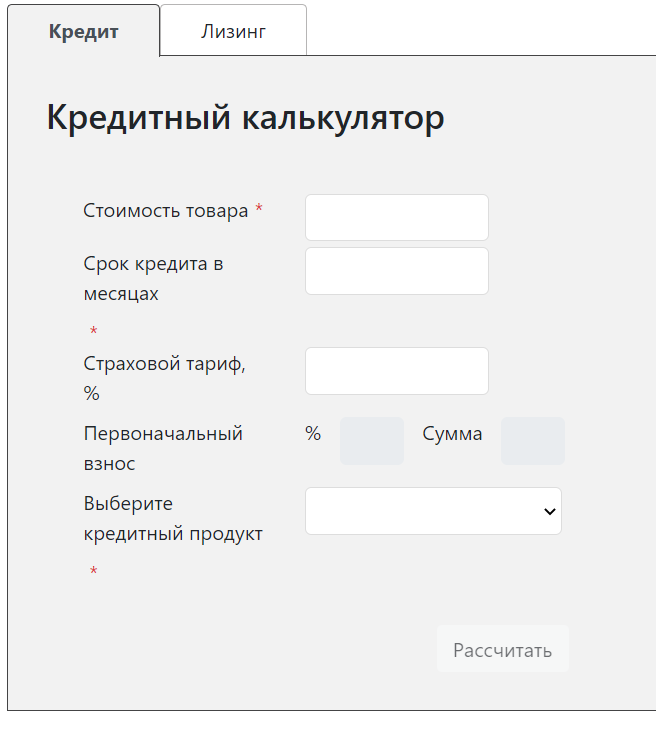 Кредит
Лизинг
Кредитный калькулятор
Стоимость товара *
Срок кредита в
месяцах
*
Страховой тариф,
%
Первоначальный
взнос
% Сумма
Выберите
кредитный продукт
*
Рассчитать